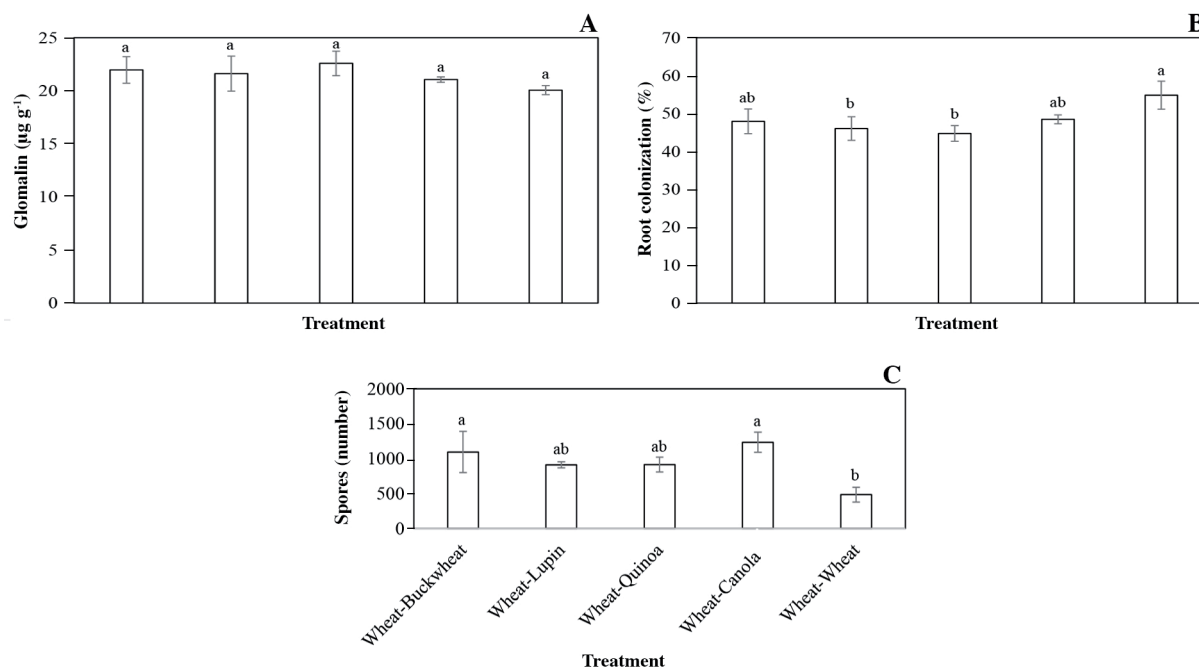 A
25
20
15
10
5
0
Glomalin (µg g-1)
a a a a a
Treatment
B
70
60
50
40
30
20
10
0
Root colonization (%)
ab b b ab a
Treatment
C
2000
1500
1000
500
0
Spores (number)
a ab ab a b
Wheat-Buckwheat
Wheat-Lupin
Wheat-Quinoa
Wheat-Canola
Wheat-Wheat
Treatment